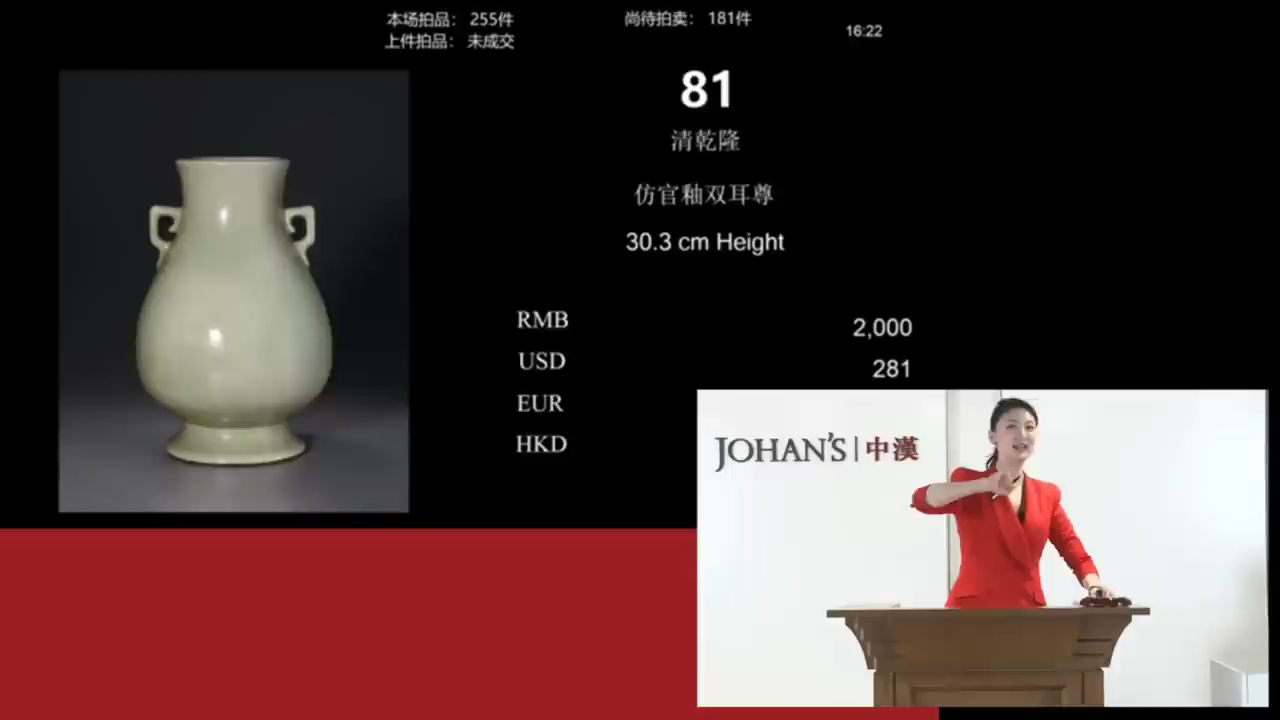 本场拍品： 255件
尚待拍卖： 181件
上件拍品： 未成交
16:22
81
清乾隆
仿官釉双耳尊
30.3 cm Height
RMB 2,000
USD 281
EUR
HKD
JOHAN'S | 中漢